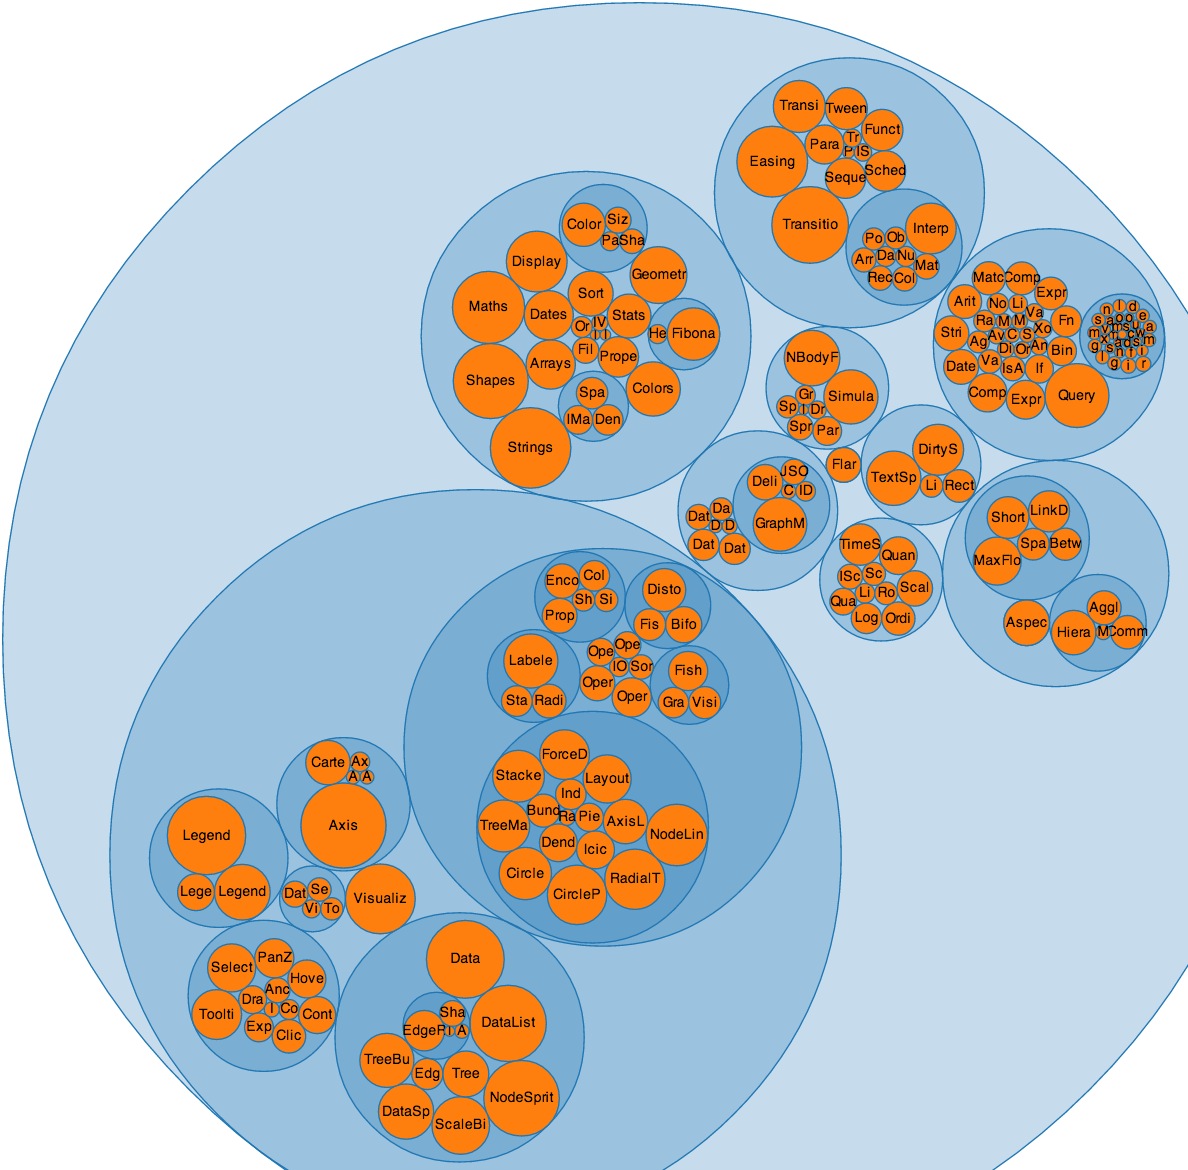 Transi
Tween
Funct
Para
Tr
P
IS
Easing
Seque
Sched
Transitio
Interp
Po
Ob
Arr
Da
Nu
Mat
Rec
Col
Color
Siz
Pa
Sha
Display
Geometr
Maths
Sort
Dates
Stats
Or
IV
I
I
He
Fibona
Fil
Prope
Arrays
Shapes
Colors
Spa
IMa
Den
Strings
Matc
Comp
Expr
Arit
No
Li
Va
Ra
M
M
Xo
Fn
Stri
Ag
Av
C
S
An
Di
Or
Bin
Date
Va
IsA
If
Comp
Expr
Query
NBodyF
Gr
Simula
Sp
I
Dr
Spr
Par
Flar
DirtyS
TextSp
Li
Rect
Deli
JSO
C
ID
GraphM
Dat
Da
D
D
Dat
Dat
TimeS
Quan
ISc
Sc
Scal
Qua
Li
Ro
Log
Ordi
Short
LinkD
MaxFlo
Spa
Betw
Aspec
Aggl
Hiera
M
Comm
Enco
Col
Sh
Si
Prop
Disto
Fis
Bifo
Labele
Sta
Radi
Ope
Ope
IO
Sor
Oper
Oper
Fish
Gra
Visi
ForceD
Stacke
Layout
Ind
Bund
Ra
Pie
AxisL
TreeMa
NodeLin
Dend
Icic
Circle
RadialT
CircleP
Carte
Ax
A
A
Axis
Legend
Lege
Legend
Dat
Se
Vi
To
Visualiz
Select
PanZ
Hove
Anc
Dra
I
Co
Cont
Toolti
Exp
Clic
Data
Sha
EdgeR
I
A
DataList
TreeBu
Edg
Tree
DataSp
NodeSprit
ScaleBi